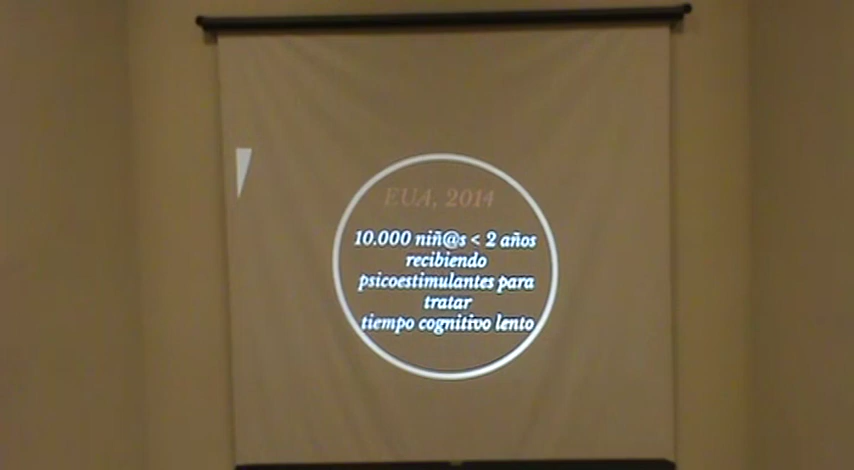 EUA, 2014
10.000 niñ@s < 2 años
recibiendo
psicoestimulantes para
tratar
tiempo cognitivo lento